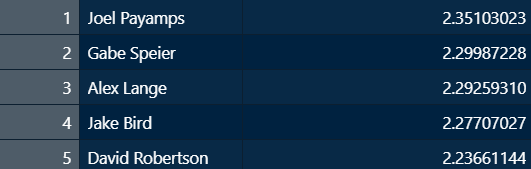 1 Joel Payamps 2.35103023
2 Gabe Speier 2.29987228
3 Alex Lange 2.29259310
4 Jake Bird 2.27707027
5 David Robertson 2.23661144